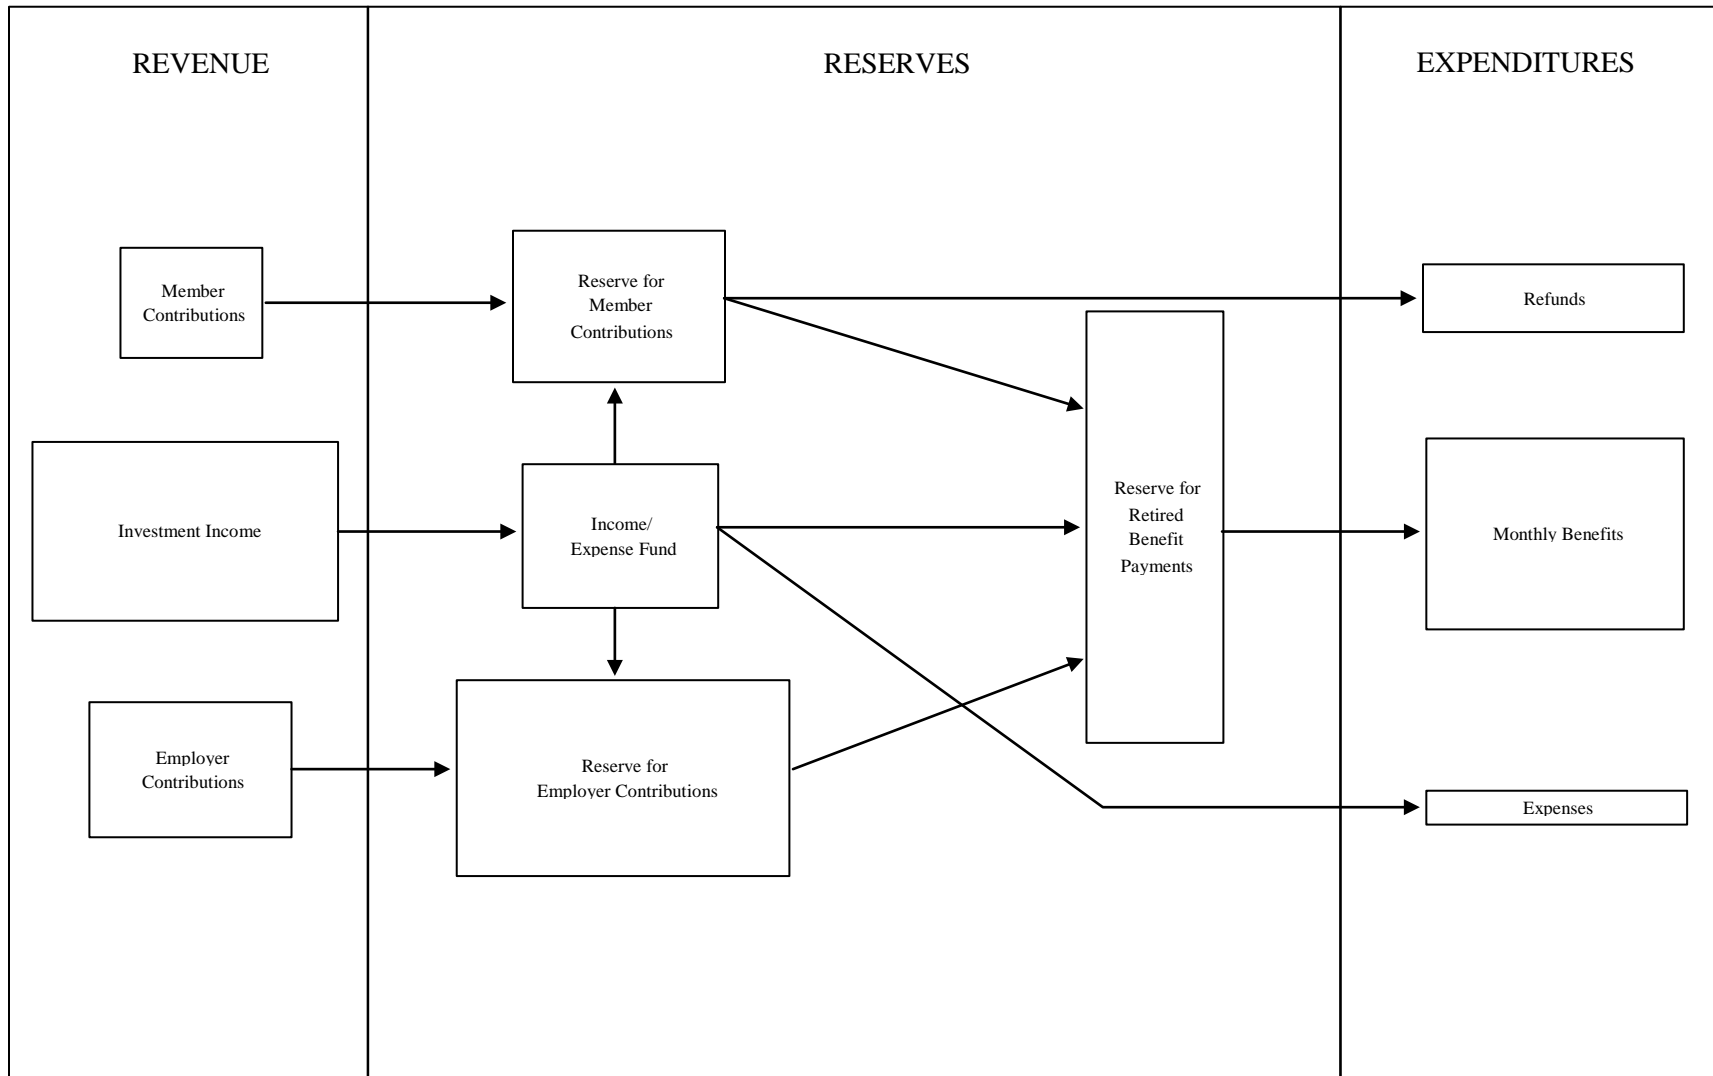 REVENUE
RESERVES
EXPENDITURES
Member
Contributions
Reserve for
Member
Contributions
Refunds
Investment Income
Income/
Expense Fund
Reserve for
Retired
Benefit
Payments
Monthly Benefits
Employer
Contributions
Reserve for
Employer Contributions
Expenses